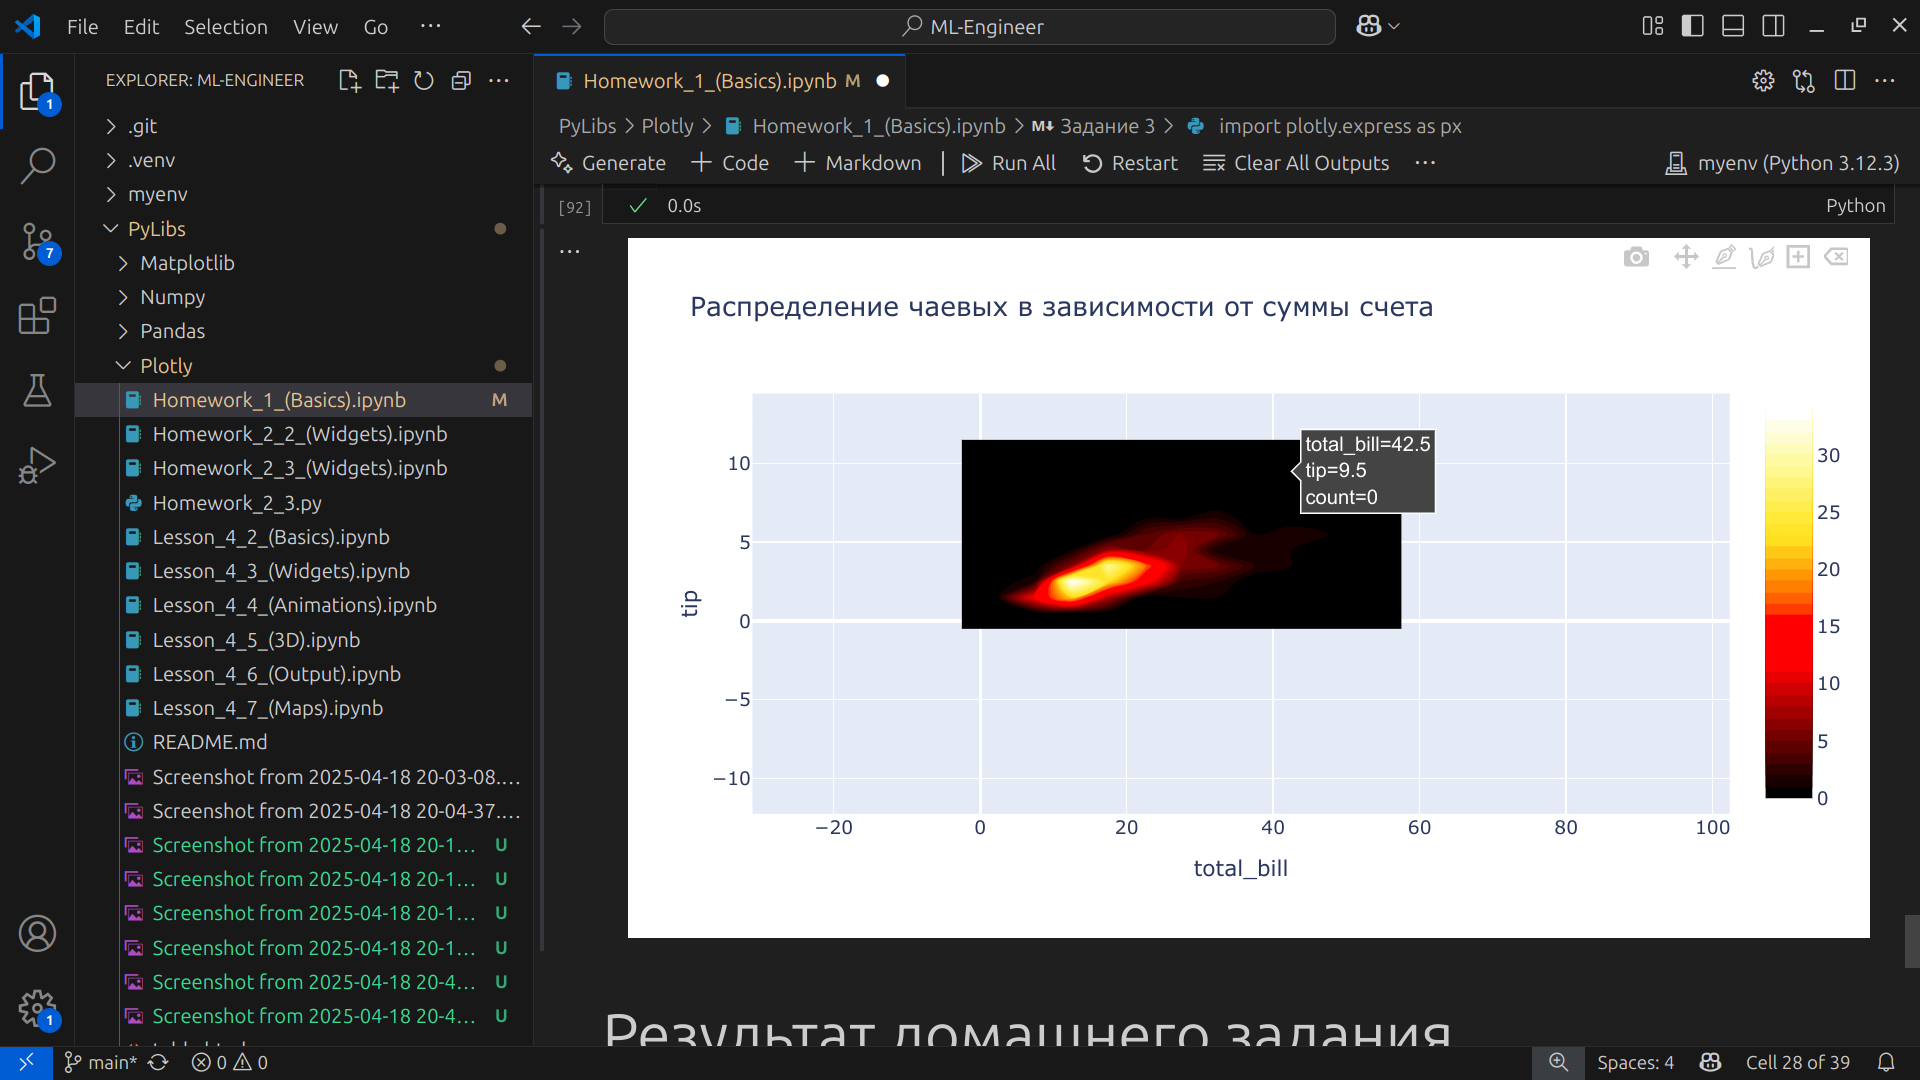 File Edit Selection View Go ···
ML-Engineer
EXPLORER: ML-ENGINEER
.git
.venv
myenv
PyLibs
Matplotlib
Numpy
Pandas
Plotly
Homework_1_(Basics).ipynb M
Homework_2_2_(Widgets).ipynb
Homework_2_3_(Widgets).ipynb
Homework_2_3.py
Lesson_4_2_(Basics).ipynb
Lesson_4_3_(Widgets).ipynb
Lesson_4_4_(Animations).ipynb
Lesson_4_5_(3D).ipynb
Lesson_4_6_(Output).ipynb
Lesson_4_7_(Maps).ipynb
README.md
Screenshot from 2025-04-18 20-03-08....
Screenshot from 2025-04-18 20-04-37....
Screenshot from 2025-04-18 20-1... U
Screenshot from 2025-04-18 20-1... U
Screenshot from 2025-04-18 20-1... U
Screenshot from 2025-04-18 20-1... U
Screenshot from 2025-04-18 20-4... U
Screenshot from 2025-04-18 20-4... U
1
7
1
Homework_1_(Basics).ipynb M
PyLibs > Plotly > Homework_1_(Basics).ipynb > M↓ Задание 3 > import plotly.express as px
Generate + Code + Markdown | Run All Restart Clear All Outputs ··· myenv (Python 3.12.3)
[92] 0.0s Python
Распределение чаевых в зависимости от суммы счета
total_bill=42.5
tip=9.5
count=0
10
5
0
−5
−10
tip
−20 0 20 40 60 80 100
total_bill
30
25
20
15
10
5
0
Результат домашнего задания
main* 0 0 Spaces: 4 Cell 28 of 39